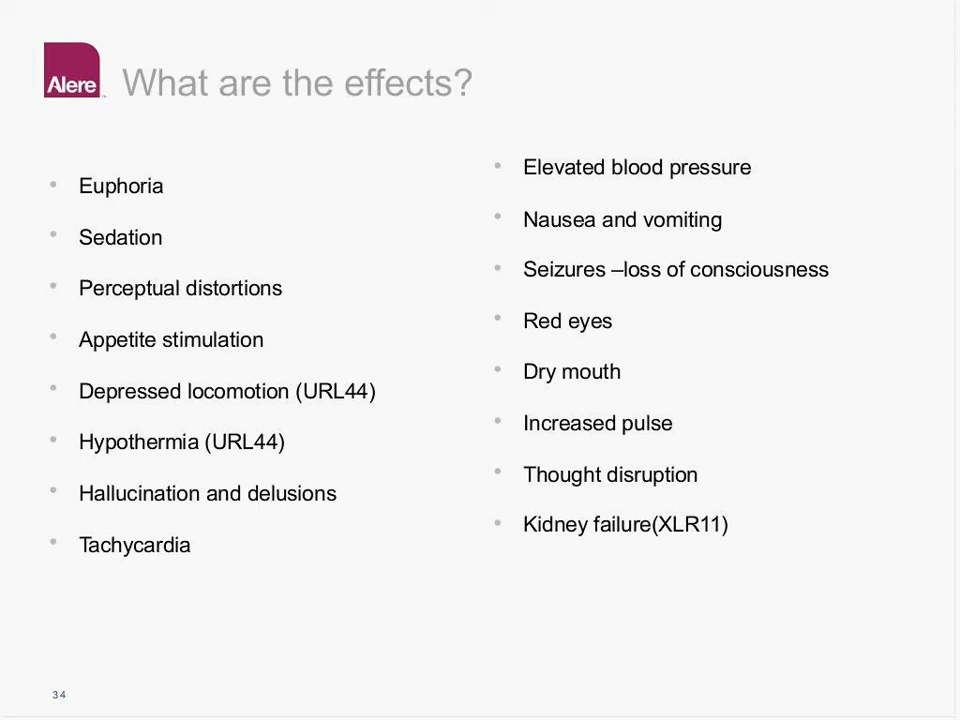 Alere
What are the effects?
Euphoria
Sedation
Perceptual distortions
Appetite stimulation
Depressed locomotion (URL44)
Hypothermia (URL44)
Hallucination and delusions
Tachycardia
Elevated blood pressure
Nausea and vomiting
Seizures –loss of consciousness
Red eyes
Dry mouth
Increased pulse
Thought disruption
Kidney failure(XLR11)
34